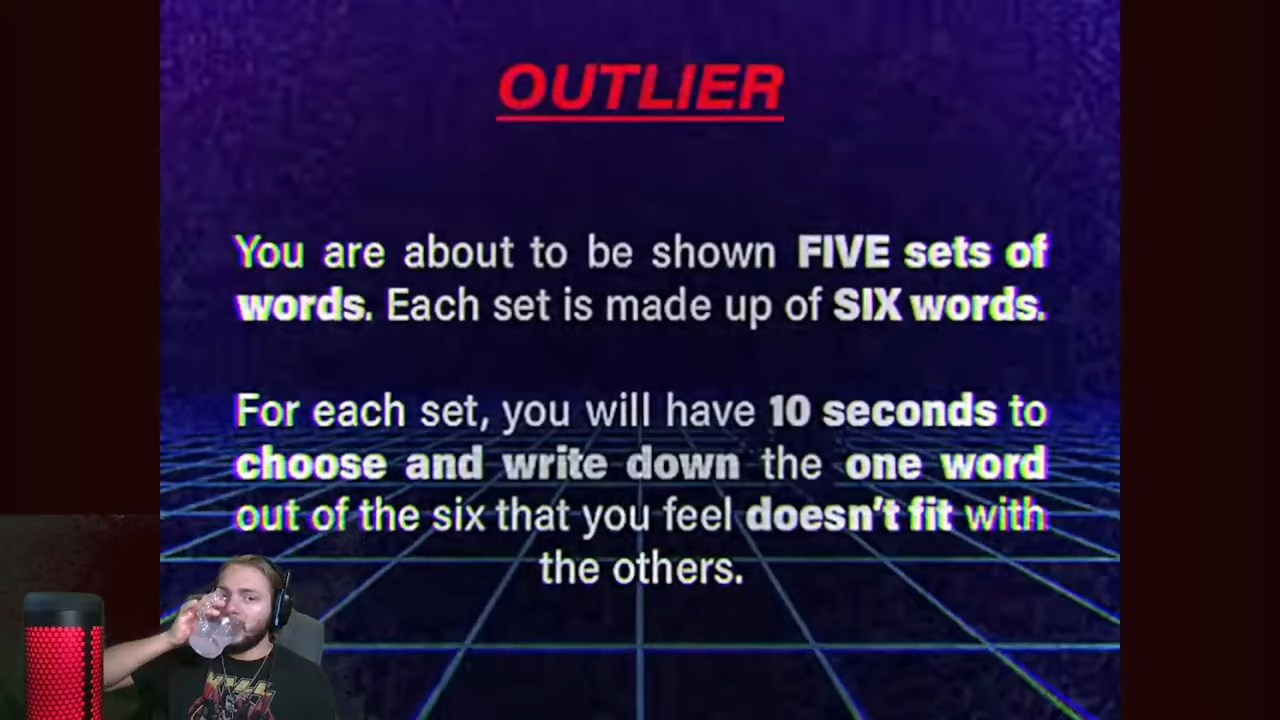 OUTLIER
You are about to be shown FIVE sets of
words. Each set is made up of SIX words.
For each set, you will have 10 seconds to
choose and write down the one word
out of the six that you feel doesn't fit with
the others.
KISS